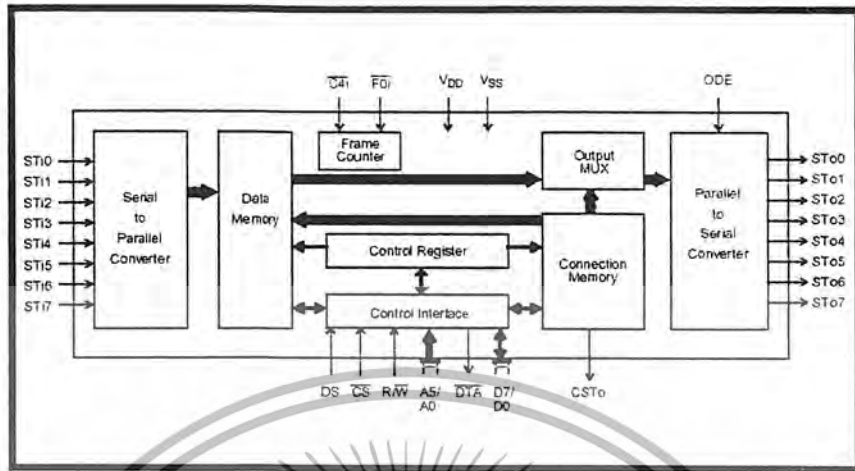 C4i F0i VDD VSS ODE
Frame
Counter
Output
MUX
STi0
STi1
STi2
STi3
STi4
STi5
STi6
STi7
Serial
to
Parallel
Converter
Data
Memory
Control Register
Control Interface
Connection
Memory
Parallel
to
Serial
Converter
STo0
STo1
STo2
STo3
STo4
STo5
STo6
STo7
DS CS R/W A5/ DTA D7/ CSTo
A0 D0